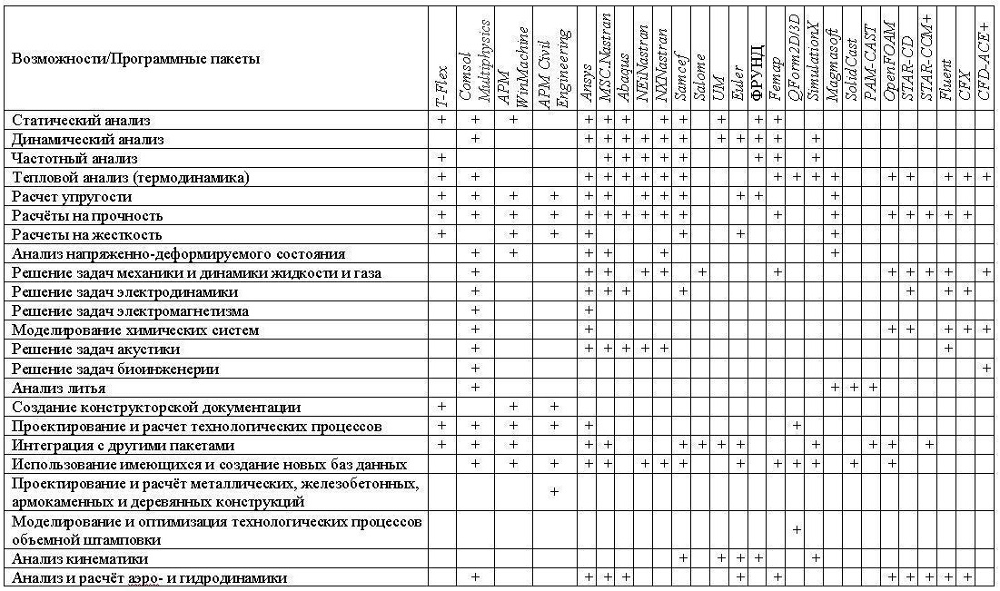 Возможности/Программные пакеты
T-Flex
Comsol
Multiphysics
APM
WinMachine
APM Civil
Engineering
Ansys
MSC.Nastran
Abaqus
NEiNastran
NXNastran
Samcef
Salome
UM
Euler
ФРУНД
Femap
QForm2D/3D
SimulationX
Magmasoft
SolidCast
PAM-CAST
OpenFOAM
STAR-CD
STAR-CCM+
Fluent
CFX
CFD-ACE+
Статический анализ + + + + + + + + + + +
Динамический анализ + + + + + + + + + + + +
Частотный анализ + + + + + + + + +
Тепловой анализ (термодинамика) + + + + + + + + + + + + + + + + +
Расчет упругости + + + + + + + + + + + +
Расчёты на прочность + + + + + + + + + + + + + + + + +
Расчеты на жесткость + + + + + + +
Анализ напряженно-деформируемого состояния + + + + + +
Решение задач механики и динамики жидкости и газа + + + + + + + + + + + +
Решение задач электродинамики + + + + + + + +
Решение задач электромагнетизма + +
Моделирование химических систем + + + + + + +
Решение задач акустики + + + + + + +
Решение задач биоинженерии + +
Анализ литья + + + +
Создание конструкторской документации + + +
Проектирование и расчет технологических процессов + + + + + +
Интеграция с другими пакетами + + + + + + + + + + + + +
Использование имеющихся и создание новых баз данных + + + + + + + + + + + + + +
Проектирование и расчёт металлических, железобетонных,
армокаменных и деревянных конструкций +
Моделирование и оптимизация технологических процессов
объемной штамповки +
Анализ кинематики + + + + +
Анализ и расчёт аэро- и гидродинамики + + + + + + + + + + +